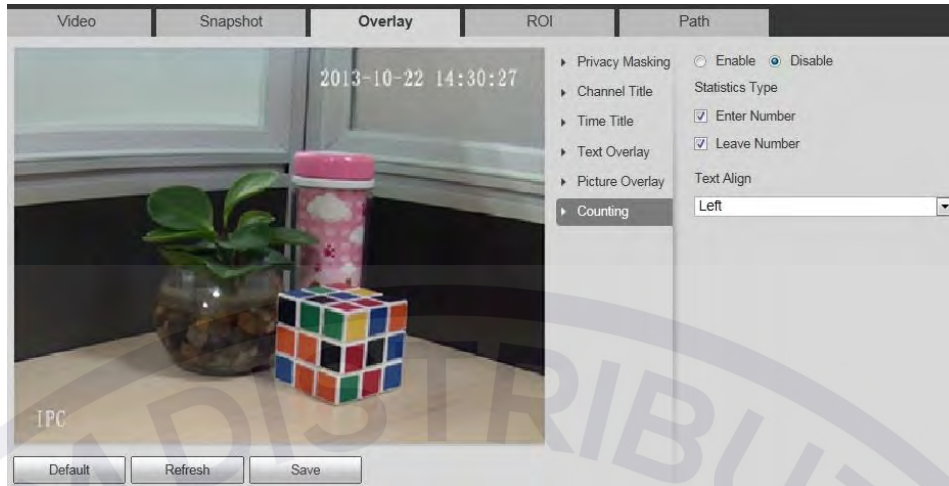 Video Snapshot Overlay ROI Path
2013-10-22 14:30:27
IPC
Privacy Masking
Channel Title
Time Title
Text Overlay
Picture Overlay
Counting
Enable Disable
Statistics Type
Enter Number
Leave Number
Text Align
Left
Default Refresh Save